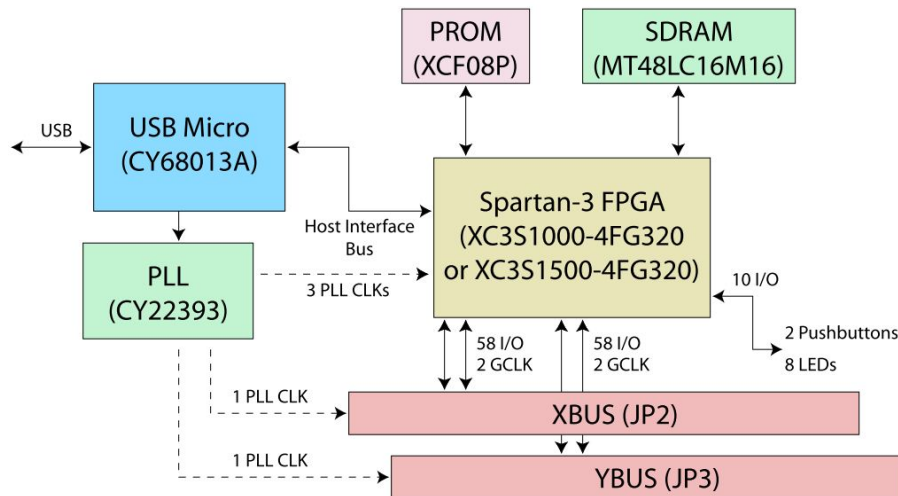 PROM
(XCF08P)
SDRAM
(MT48LC16M16)
USB
USB Micro
(CY68013A)
Host Interface
Bus
Spartan-3 FPGA
(XC3S1000-4FG320
or XC3S1500-4FG320)
PLL
(CY22393)
3 PLL CLKs
10 I/O
2 Pushbuttons
8 LEDs
58 I/O
2 GCLK
58 I/O
2 GCLK
1 PLL CLK
XBUS (JP2)
1 PLL CLK
YBUS (JP3)